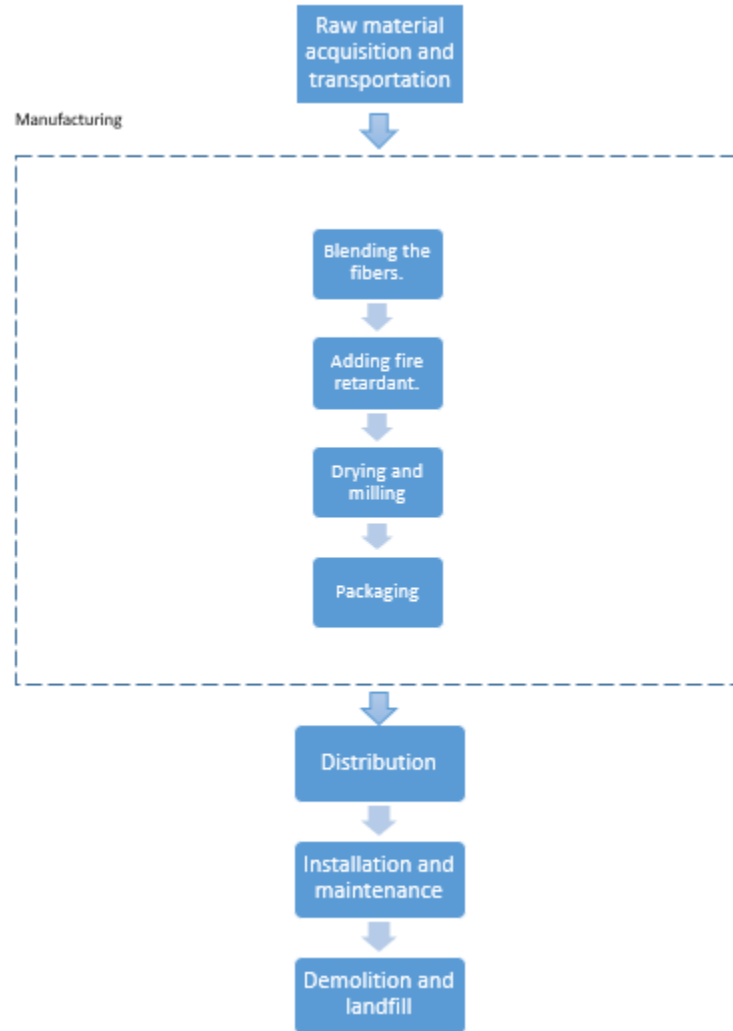 Raw material
acquisition and
transportation
Manufacturing
Blending the
fibers.
Adding fire
retardant.
Drying and
milling
Packaging
Distribution
Installation and
maintenance
Demolition and
landfill